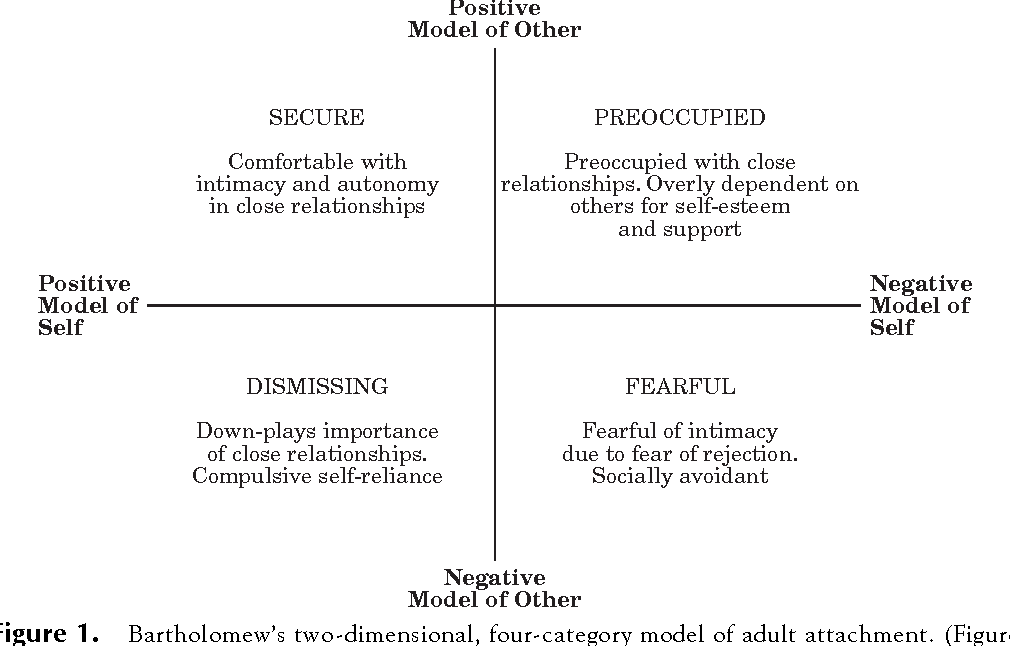 Positive
Model of Other
SECURE
Comfortable with
intimacy and autonomy
in close relationships
PREOCCUPIED
Preoccupied with close
relationships. Overly dependent on
others for self-esteem
and support
Positive
Model of
Self
Negative
Model of
Self
DISMISSING
Down-plays importance
of close relationships.
Compulsive self-reliance
FEARFUL
Fearful of intimacy
due to fear of rejection.
Socially avoidant
Negative
Model of Other
Figure 1. Bartholomew's two-dimensional, four-category model of adult attachment. (Figure